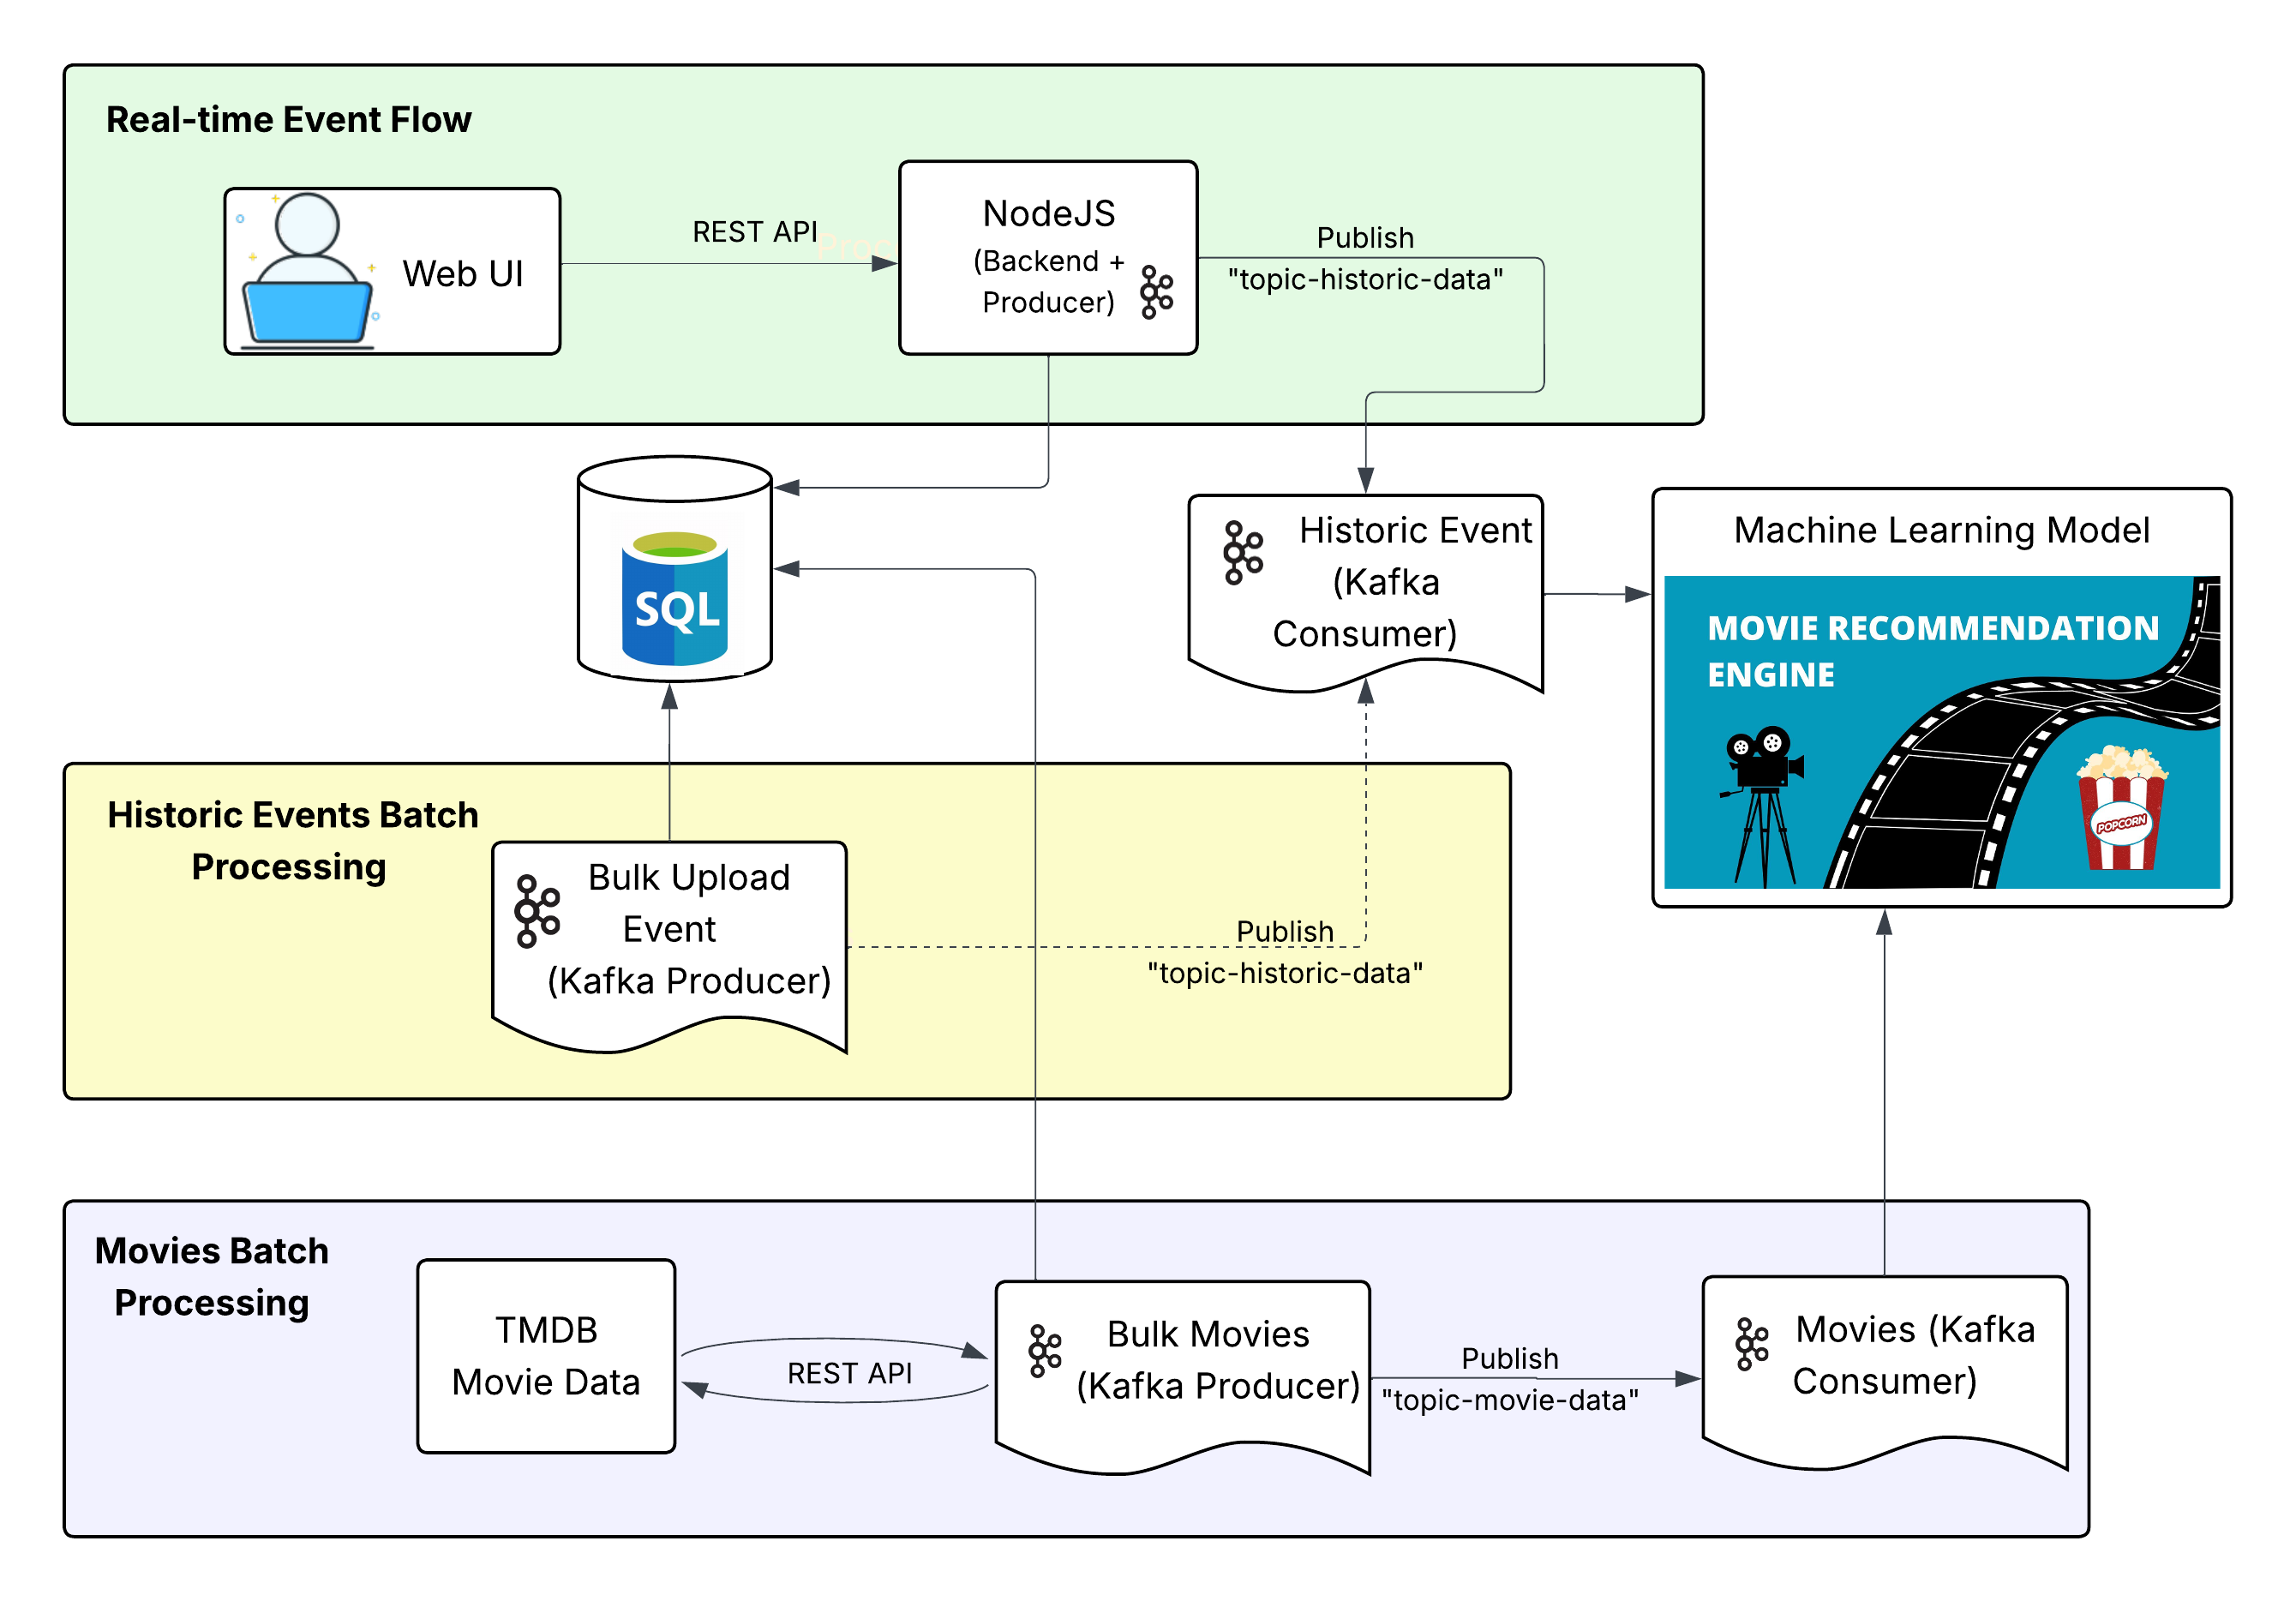 Real-time Event Flow
Web UI
REST API
Proc
NodeJS
(Backend +
Producer)
Publish
"topic-historic-data"
SQL
Historic Event
(Kafka
Consumer)
Machine Learning Model
MOVIE RECOMMENDATION
ENGINE
POPCORN
Historic Events Batch
Processing
Bulk Upload
Event
(Kafka Producer)
Publish
"topic-historic-data"
Movies Batch
Processing
TMDB
Movie Data
REST API
Bulk Movies
(Kafka Producer)
Publish
"topic-movie-data"
Movies (Kafka
Consumer)